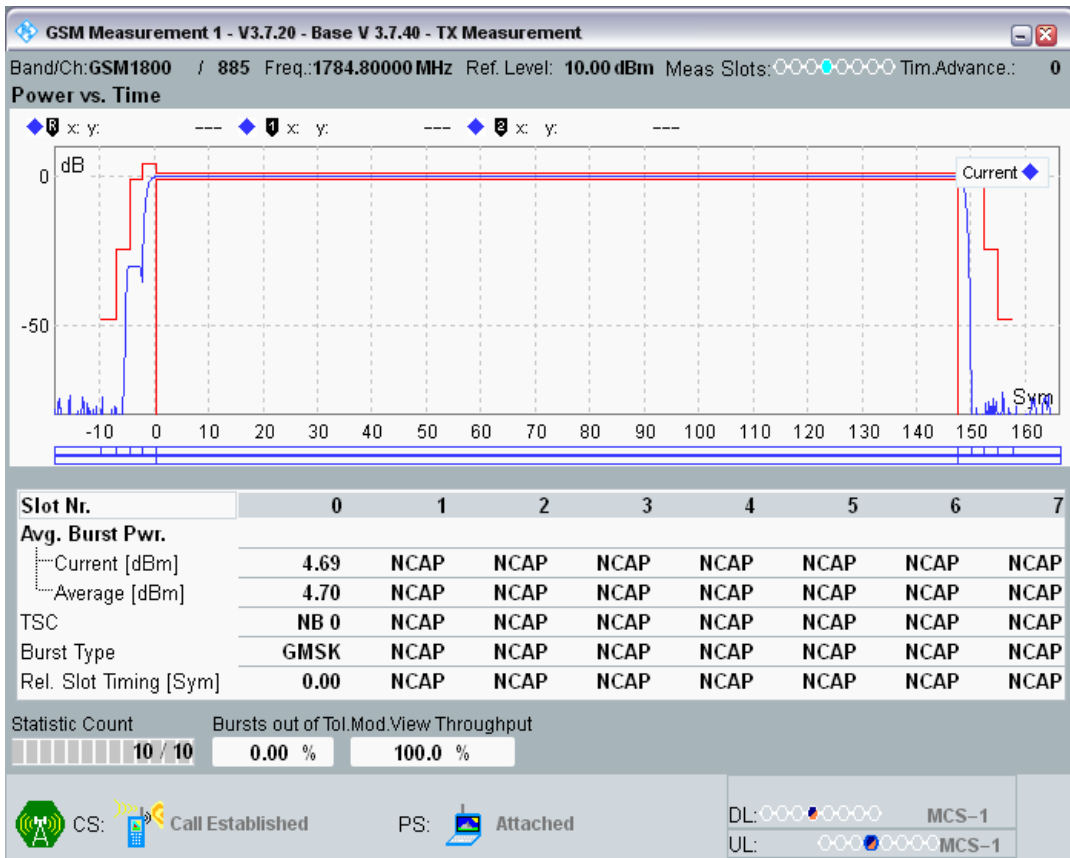 GSM Measurement 1 - V3.7.20 - Base V 3.7.40 - TX Measurement
Band/Ch:GSM1800 / 885 Freq.:1784.80000 MHz Ref. Level: 10.00 dBm Meas Slots: Tim.Advance.: 0
Power vs. Time
R x: y: --- 1 x: y: --- 2 x: y: ---
dB
Current
0
-50
Sym
-10 0 10 20 30 40 50 60 70 80 90 100 110 120 130 140 150 160
Slot Nr. 0 1 2 3 4 5 6 7
Avg. Burst Pwr.
Current [dBm] 4.69 NCAP NCAP NCAP NCAP NCAP NCAP NCAP
Average [dBm] 4.70 NCAP NCAP NCAP NCAP NCAP NCAP NCAP
TSC NB 0 NCAP NCAP NCAP NCAP NCAP NCAP NCAP
Burst Type GMSK NCAP NCAP NCAP NCAP NCAP NCAP NCAP
Rel. Slot Timing [Sym] 0.00 NCAP NCAP NCAP NCAP NCAP NCAP NCAP
Statistic Count Bursts out of Tol.Mod.View Throughput
10 / 10 0.00 % 100.0 %
CS: Call Established PS: Attached
DL: MCS-1
UL: MCS-1